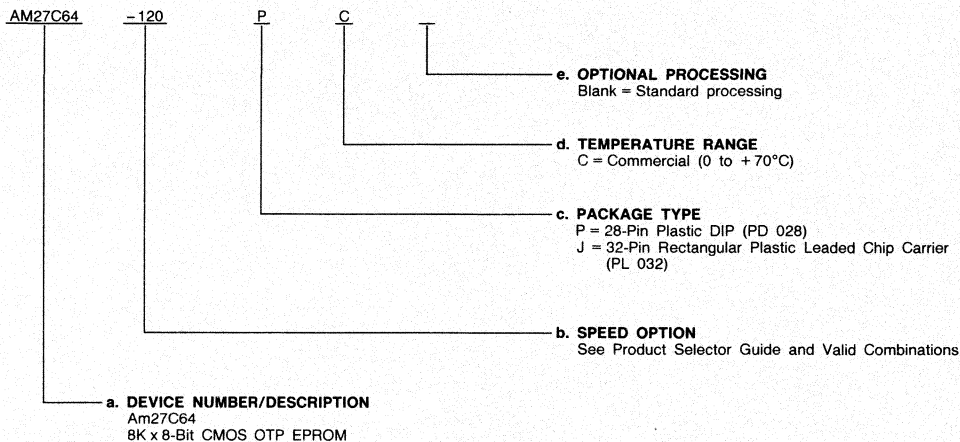 AM27C64 -120 P C
e. OPTIONAL PROCESSING
Blank = Standard processing
d. TEMPERATURE RANGE
C = Commercial (0 to +70°C)
c. PACKAGE TYPE
P = 28-Pin Plastic DIP (PD 028)
J = 32-Pin Rectangular Plastic Leaded Chip Carrier
(PL 032)
b. SPEED OPTION
See Product Selector Guide and Valid Combinations
a. DEVICE NUMBER/DESCRIPTION
Am27C64
8K x 8-Bit CMOS OTP EPROM